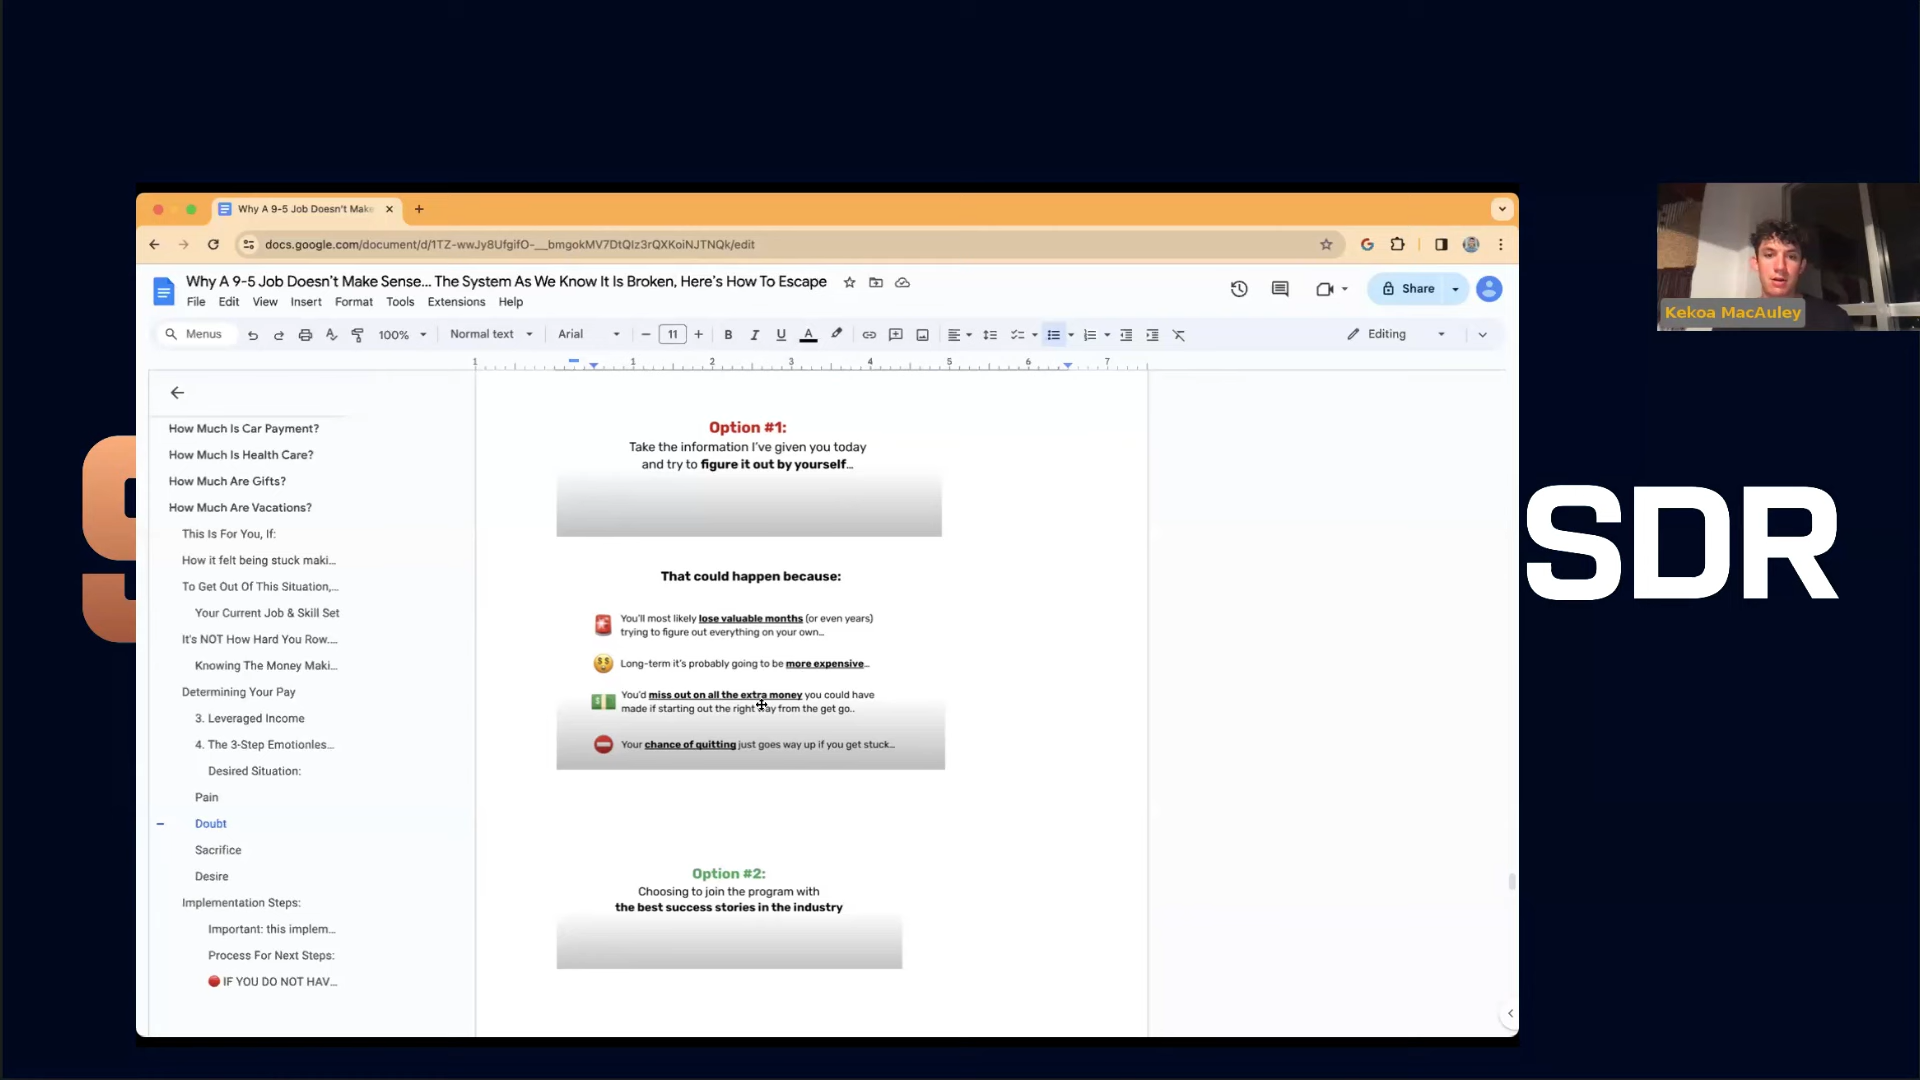 Why A 9-5 Job Doesn't Make
docs.google.com/document/d/1TZ-wwJy8UfgifO-__bmgokMV7DtQIz3rQXKoiNJTNQk/edit
Why A 9-5 Job Doesn't Make Sense... The System As We Know It Is Broken, Here's How To Escape
File Edit View Insert Format Tools Extensions Help
Share
Menus 100% Normal text Arial 11 Editing
1 1 2 3 4 5 6 7
How Much Is Car Payment?
How Much Is Health Care?
How Much Are Gifts?
How Much Are Vacations?
This Is For You, If:
How it felt being stuck maki...
To Get Out Of This Situation,...
Your Current Job & Skill Set
It's NOT How Hard You Row....
Knowing The Money Maki...
Determining Your Pay
3. Leveraged Income
4. The 3-Step Emotionles...
Desired Situation:
Pain
Doubt
Sacrifice
Desire
Implementation Steps:
Important: this implem...
Process For Next Steps:
IF YOU DO NOT HAV...
Option #1:
Take the information I've given you today
and try to figure it out by yourself...
That could happen because:
You'll most likely lose valuable months (or even years)
trying to figure out everything on your own...
Long-term it's probably going to be more expensive...
You'd miss out on all the extra money you could have
made if starting out the right way from the get go..
Your chance of quitting just goes way up if you get stuck...
Option #2:
Choosing to join the program with
the best success stories in the industry
Kekoa MacAuley
SDR